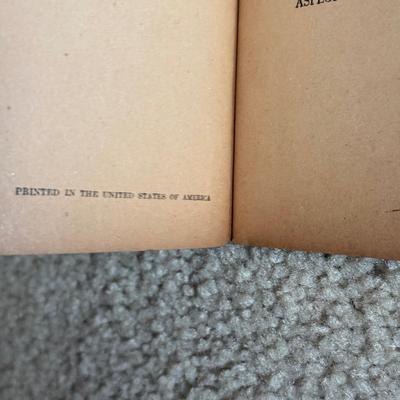 PRINTED IN THE UNITED STATES OF AMERICA